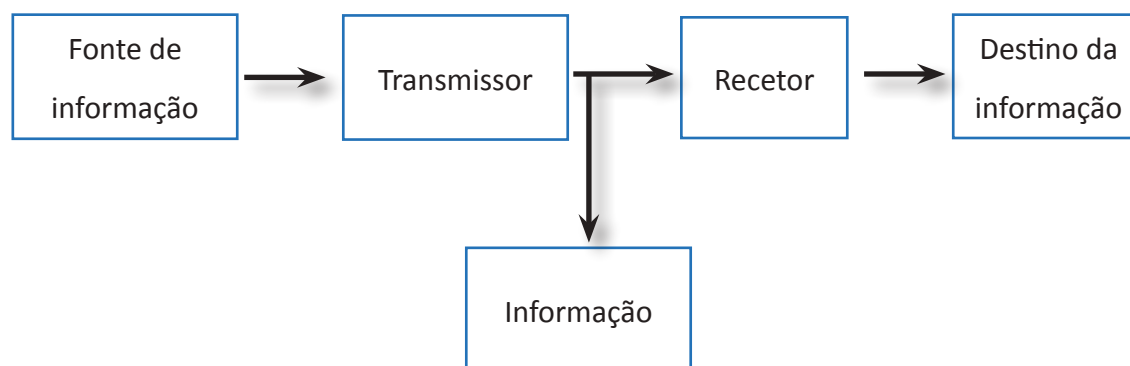 Fonte de
informação
Transmissor
Recetor
Destino da
informação
Informação